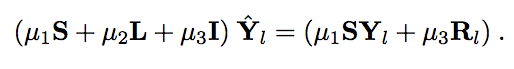 (μ₁S + μ₂L + μ₃I) Ŷₗ = (μ₁SYₗ + μ₃Rₗ) .